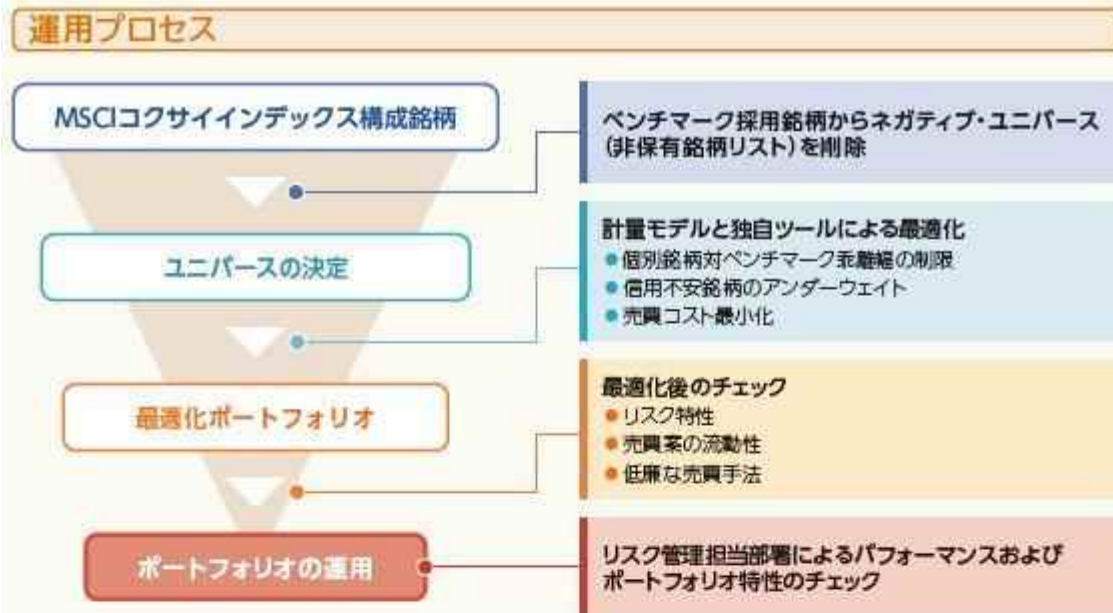 運用プロセス
MSCIコクサイインデックス構成銘柄
ベンチマーク採用銘柄からネガティブ・ユニバース
(非保有銘柄リスト)を削除
ユニバースの決定
計量モデルと独自ツールによる最適化
●個別銘柄対ベンチマーク乖離幅の制限
●信用不安銘柄のアンダーウェイト
●売買コスト最小化
最適化ポートフォリオ
最適化後のチェック
●リスク特性
●売買案の流動性
●低廉な売買手法
ポートフォリオの運用
リスク管理担当部署によるパフォーマンスおよび
ポートフォリオ特性のチェック